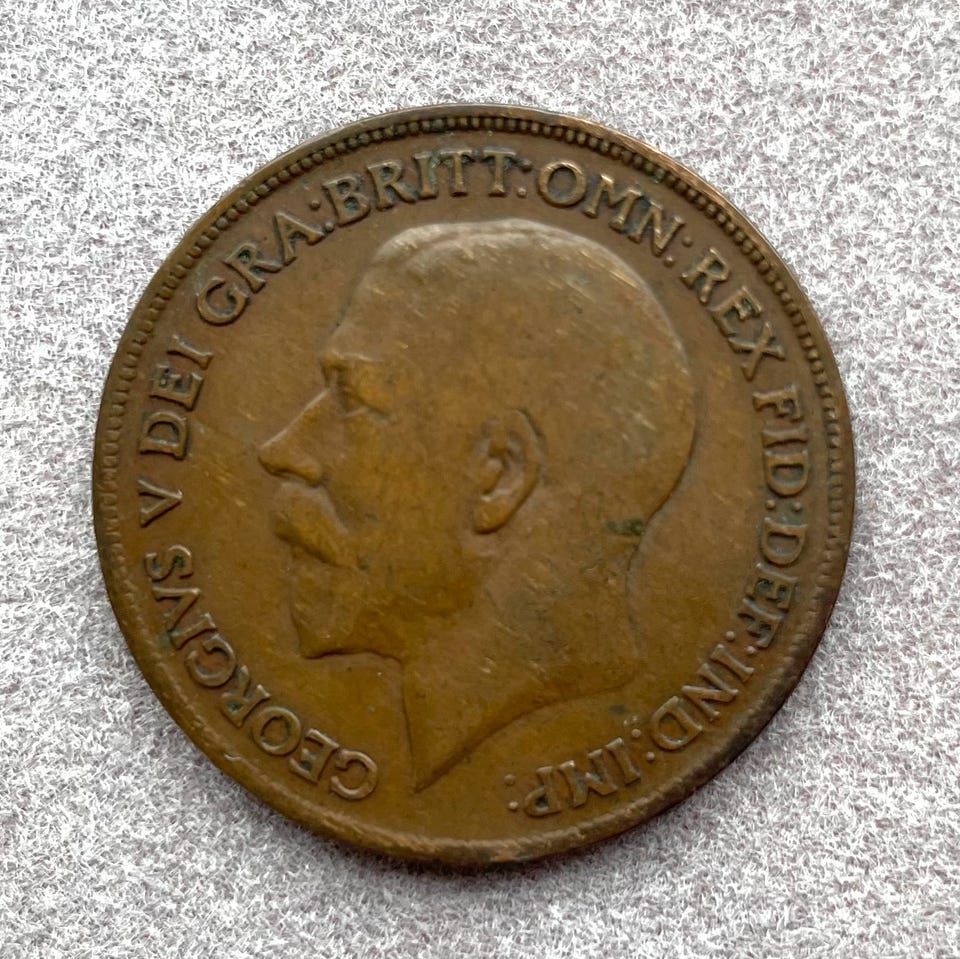 GEORGIVS V DEI GRA: BRITT: OMN: REX FID: DEF: IND: IMP: